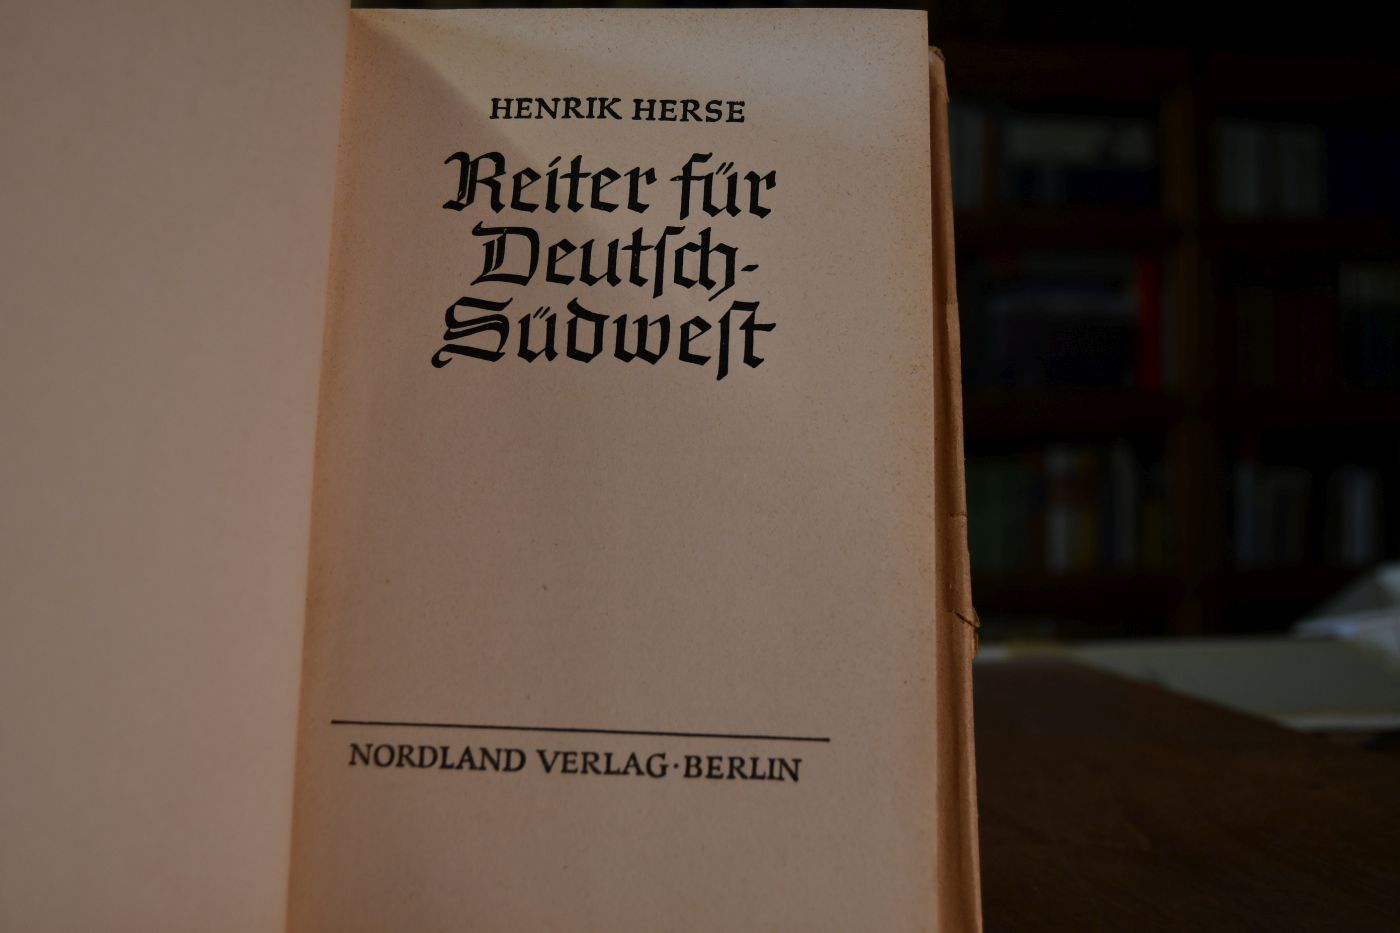 HENRIK HERSE
Reiter für
Deutſch-
Südweſt
NORDLAND VERLAG·BERLIN